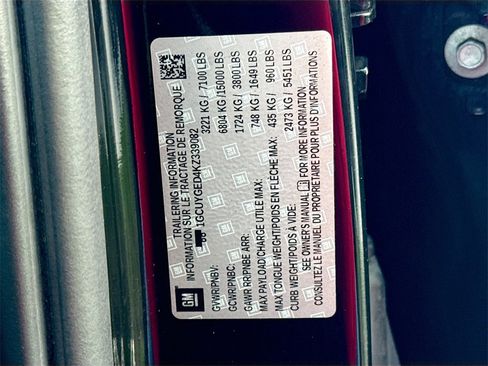 GM
TRAILERING INFORMATION
INFORMATION SUR LE TRACTAGE DE REMORQUE
1GCUYGED4KZ339082
GVWR/PNBV: 3221 KG / 7100 LBS
GCWR/PNBC: 6804 KG /15000 LBS
GAWR RR/PNBE ARR: 1724 KG / 3800 LBS
MAX PAYLOAD/CHARGE UTILE MAX: 748 KG / 1649 LBS
MAX TONGUE WEIGHT/POIDS EN FLÈCHE MAX: 435 KG / 960 LBS
CURB WEIGHT/POIDS À VIDE: 2473 KG / 5451 LBS
SEE OWNER'S MANUAL FOR MORE INFORMATION
CONSULTEZ LE MANUEL DU PROPRIETAIRE POUR PLUS D'INFORMATIONS